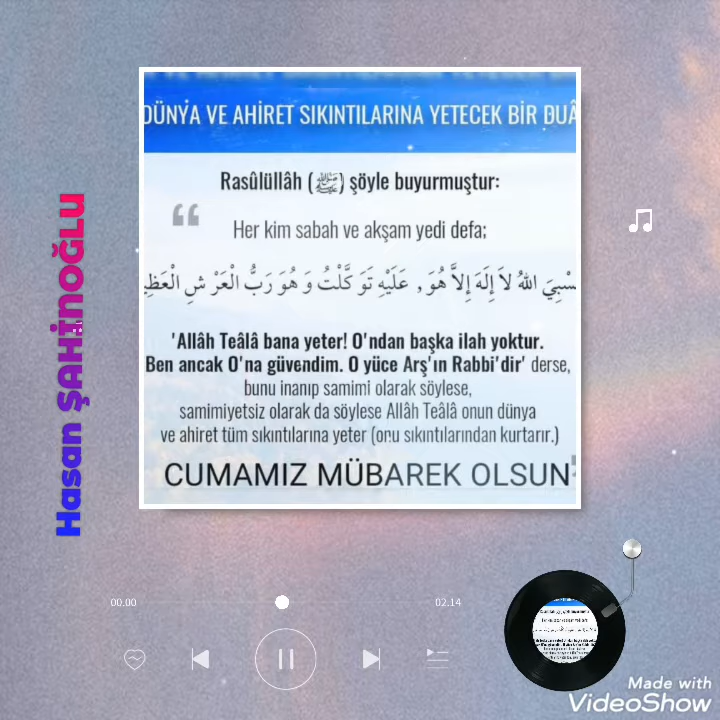 DÜNYA VE AHİRET SIKINTILARINA YETECEK BİR DUÂ
Rasûlüllâh (ﷺ) şöyle buyurmuştur:
“
Her kim sabah ve akşam yedi defa;
سْبِيَ اللهُ لاَ إِلَهَ إِلاَّ هُوَ , عَلَيْهِ تَوَكَّلْتُ وَ هُوَ رَبُّ الْعَرْشِ الْعَظِ
'Allâh Teâlâ bana yeter! O'ndan başka ilah yoktur.
Ben ancak O'na güvendim. O yüce Arş'ın Rabbi'dir' derse,
bunu inanıp samimi olarak söylese,
samimiyetsiz olarak da söylese Allâh Teâlâ onun dünya
ve ahiret tüm sıkıntılarına yeter (onu sıkıntılarından kurtarır.)
CUMAMIZ MÜBAREK OLSUN
Hasan ŞAHİNOĞLU
00.00
02.14
Made with
VideoShow